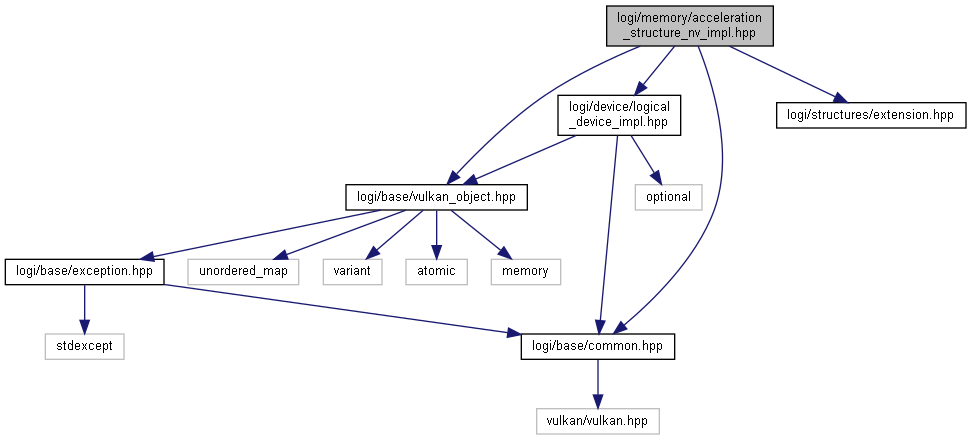 logi/memory/acceleration
_structure_nv_impl.hpp
logi/device/logical
_device_impl.hpp
logi/structures/extension.hpp
logi/base/vulkan_object.hpp
optional
logi/base/exception.hpp
unordered_map
variant
atomic
memory
stdexcept
logi/base/common.hpp
vulkan/vulkan.hpp